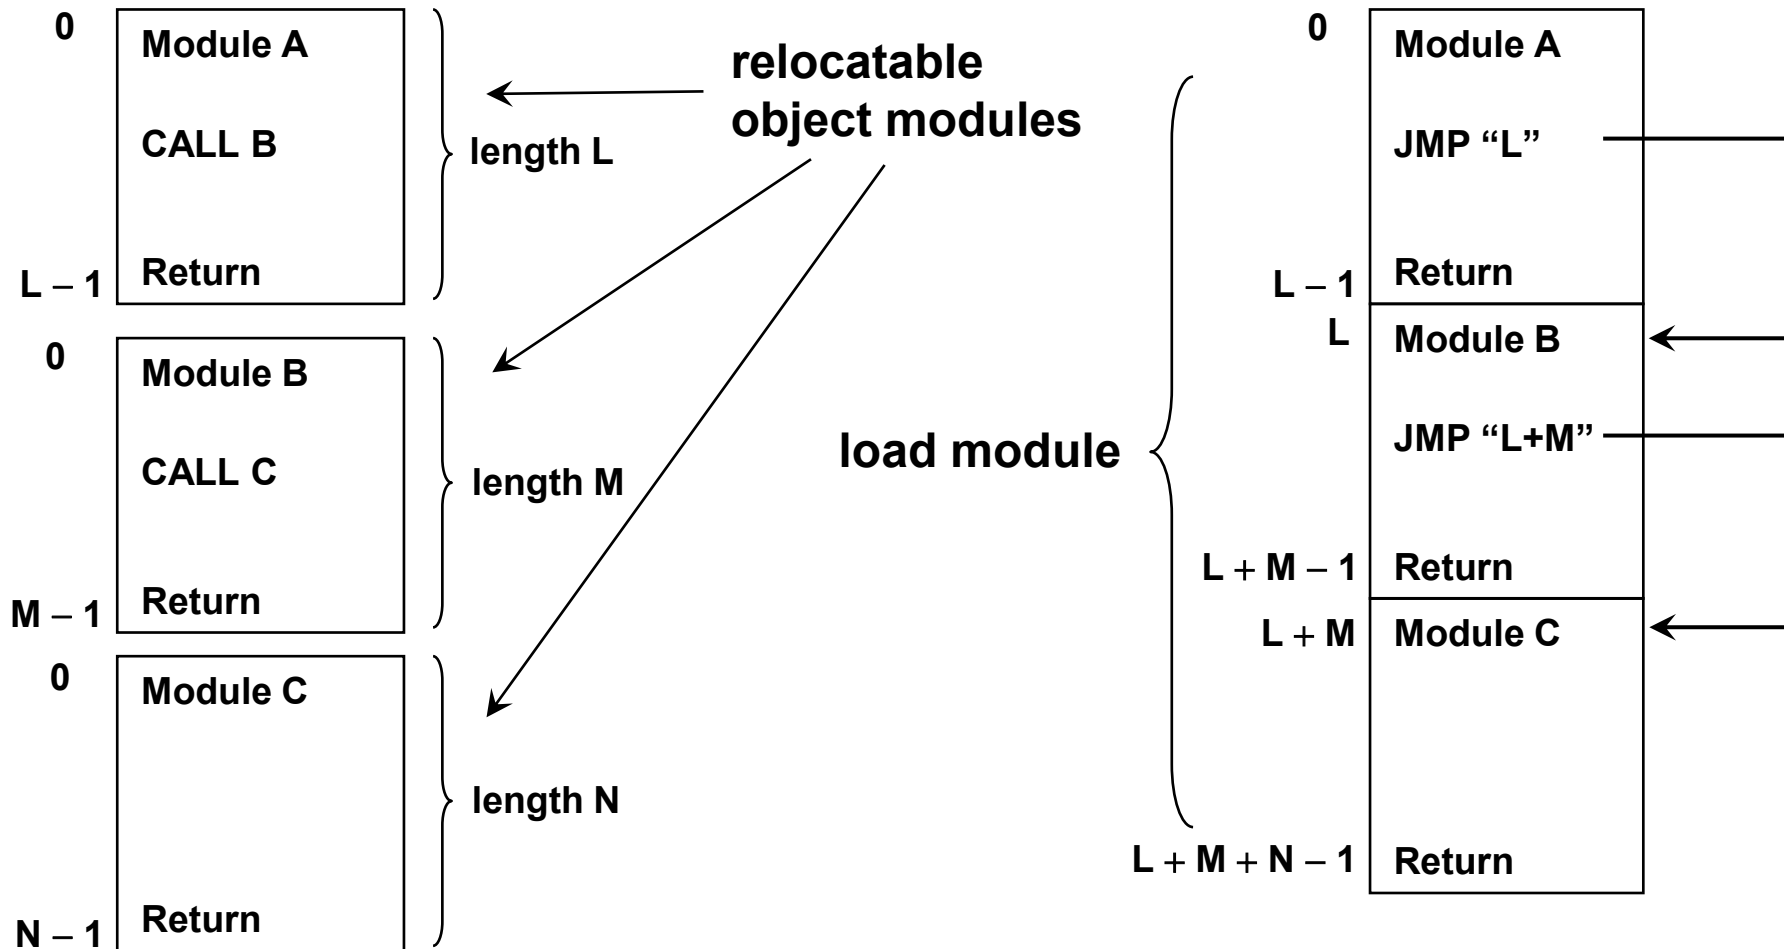 0
Module A
CALL B
Return
L – 1
length L
0
Module B
CALL C
Return
M – 1
length M
0
Module C
Return
N – 1
length N
relocatable
object modules
load module
0
Module A
JMP “L”
L – 1
Return
L
Module B
JMP “L+M”
L + M – 1
Return
L + M
Module C
L + M + N – 1
Return